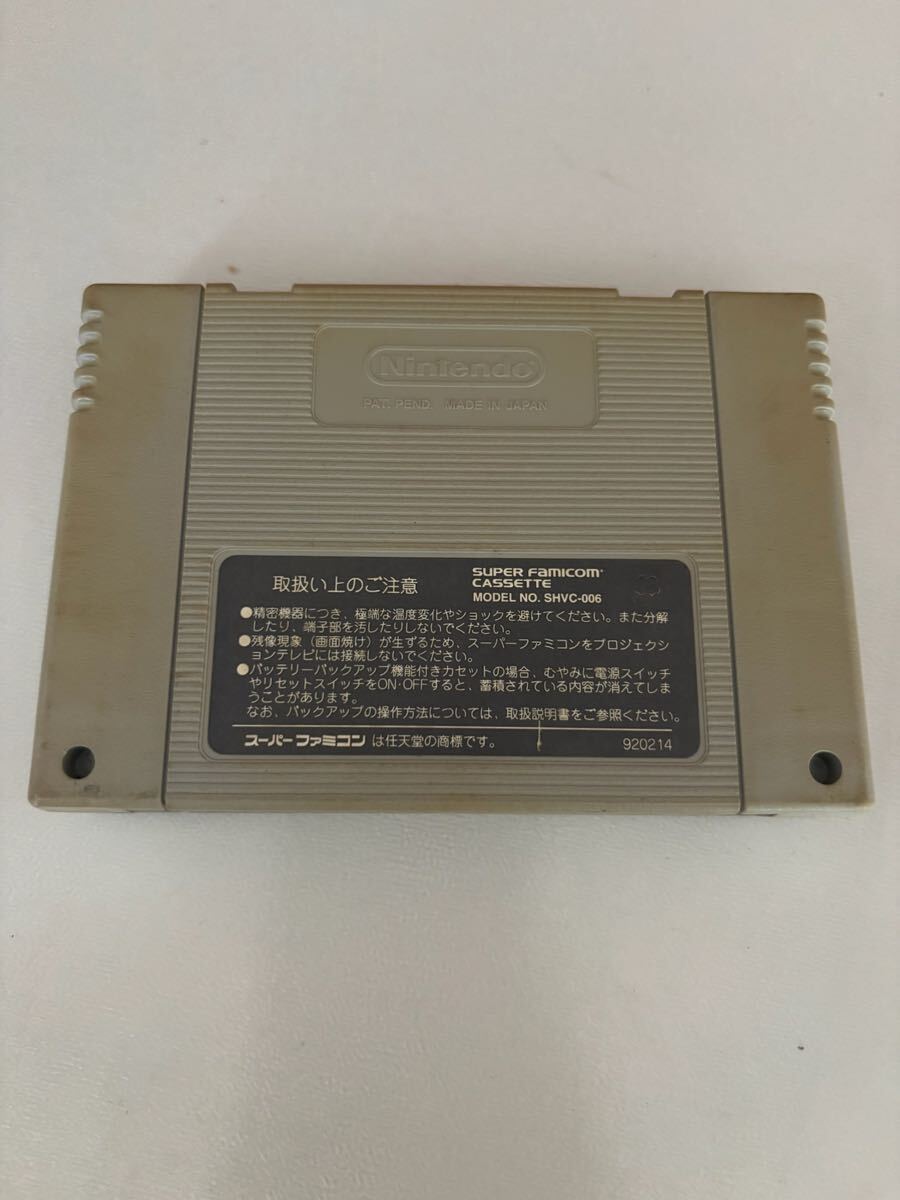 Nintendo
PAT. PEND. MADE IN JAPAN
取扱い上のご注意
SUPER FAMICOM
CASSETTE
MODEL NO. SHVC-006
●精密機器につき、極端な温度変化やショックを避けてください。また分解
したり、端子部を汚したりしないでください。
●残像現象（画面焼け）が生ずるため、スーパーファミコンをプロジェクシ
ョンテレビには接続しないでください。
●バッテリーバックアップ機能付きカセットの場合、むやみに電源スイッチ
やリセットスイッチをON・OFFすると、蓄積されている内容が消えてしま
うことがあります。
なお、バックアップの操作方法については、取扱説明書をご参照ください。
スーパーファミコン は任天堂の商標です。
920214